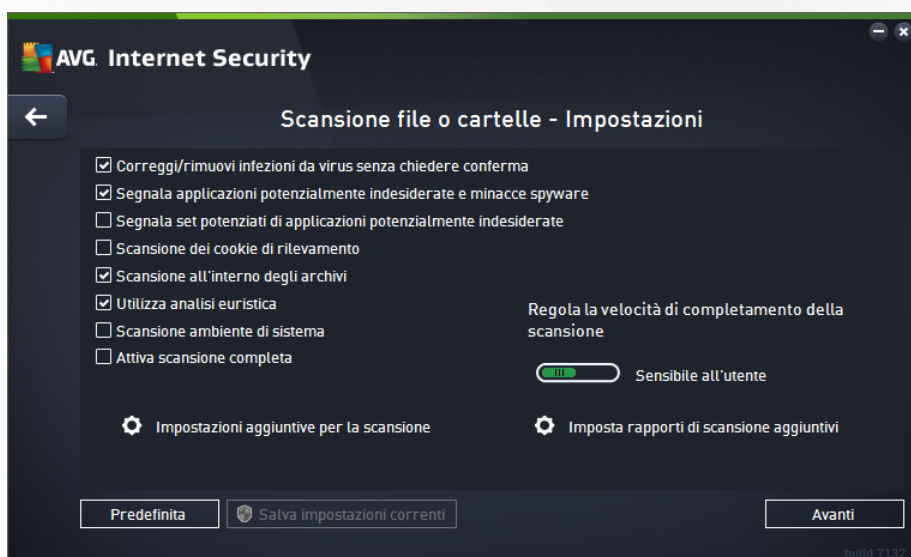 AVG. Internet Security
Scansione file o cartelle - Impostazioni
Correggi/rimuovi infezioni da virus senza chiedere conferma
Segnala applicazioni potenzialmente indesiderate e minacce spyware
Segnala set potenziati di applicazioni potenzialmente indesiderate
Scansione dei cookie di rilevamento
Scansione all'interno degli archivi
Utilizza analisi euristica
Scansione ambiente di sistema
Attiva scansione completa
Regola la velocità di completamento della
scansione
Sensibile all'utente
Impostazioni aggiuntive per la scansione
Imposta rapporti di scansione aggiuntivi
Predefinita
Salva impostazioni correnti
Avanti
build 7132